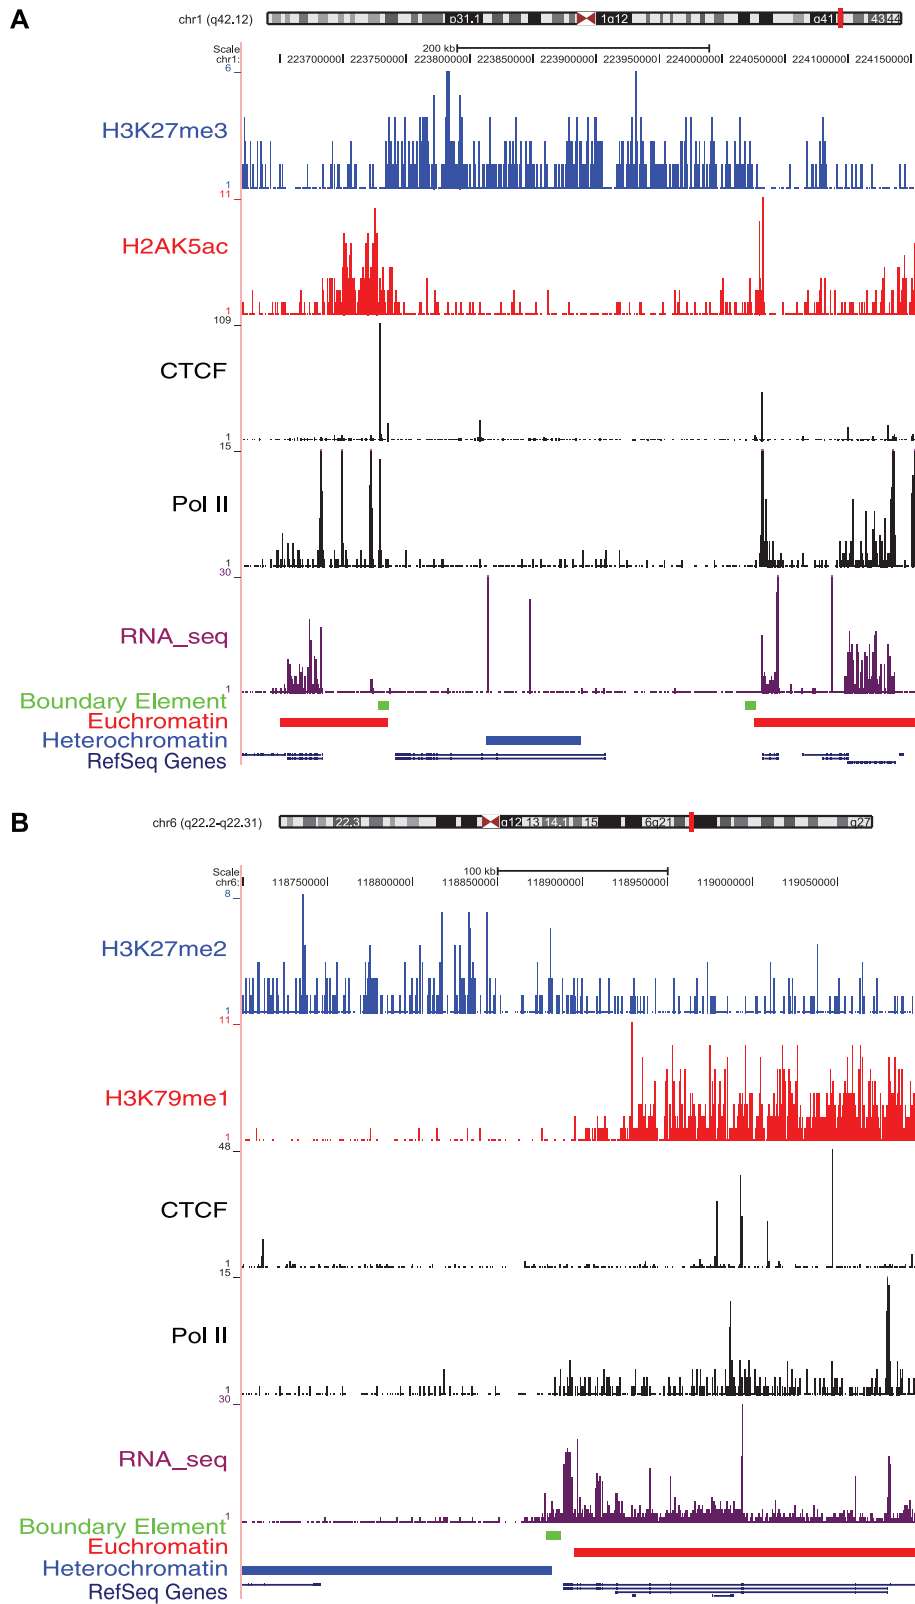 A
chr1 (q42.12)
p31.1 1q12 q41 43 44
Scale 200 kb
chr1: 223700000 223750000 223800000 223850000 223900000 223950000 224000000 224050000 224100000 224150000
6
H3K27me3
1
11
H2AK5ac
1
109
CTCF
1
15
Pol II
1
30
RNA_seq
1
Boundary Element
Euchromatin
Heterochromatin
RefSeq Genes
B
chr6 (q22.2-q22.31)
22.3 q12 13 14.1 15 6q21 q27
Scale 100 kb
chr6: 118750000 118800000 118850000 118900000 118950000 119000000 119050000
8
H3K27me2
1
11
H3K79me1
1
48
CTCF
1
15
Pol II
1
30
RNA_seq
1
Boundary Element
Euchromatin
Heterochromatin
RefSeq Genes